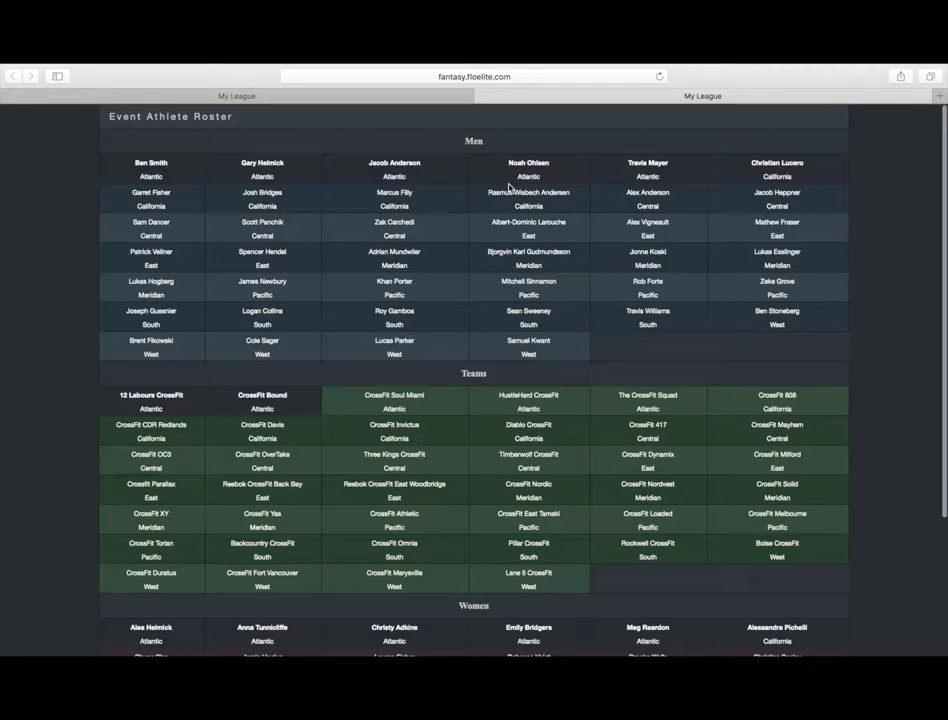 fantasy.floelite.com
My League
My League
Event Athlete Roster
Men
Ben Smith Gary Helmick Jacob Anderson Noah Ohlsen Travis Mayer Christian Lucero
Atlantic Atlantic Atlantic Atlantic Atlantic California
Garret Fisher Josh Bridges Marcus Filly Rasmus Wisbech Andersen Alex Anderson Jacob Heppner
California California California California Central Central
Sam Dancer Scott Panchik Zak Carchedi Albert-Dominic Larouche Alex Vigneault Mathew Fraser
Central Central Central East East East
Patrick Vellner Spencer Hendel Adrian Mundwiler Bjorgvin Karl Gudmundsson Jonne Koski Lukas Esslinger
East East Meridian Meridian Meridian Meridian
Lukas Hogberg James Newbury Khan Porter Mitchell Sinnamon Rob Forte Zeke Grove
Meridian Pacific Pacific Pacific Pacific Pacific
Joseph Guesnier Logan Collins Roy Gamboa Sean Sweeney Travis Williams Ben Stoneberg
South South South South South West
Brent Fikowski Cole Sager Lucas Parker Samuel Kwant
West West West West
Teams
12 Labours CrossFit CrossFit Bound CrossFit Soul Miami HustleHard CrossFit The CrossFit Squad CrossFit 808
Atlantic Atlantic Atlantic Atlantic Atlantic California
CrossFit CDR Redlands CrossFit Davis CrossFit Invictus Diablo CrossFit CrossFit 417 CrossFit Mayhem
California California California California Central Central
CrossFit OC3 CrossFit OverTake Three Kings CrossFit Timberwolf CrossFit CrossFit Dynamix CrossFit Milford
Central Central Central Central East East
CrossFit Parallax Reebok CrossFit Back Bay Reebok CrossFit East Woodbridge CrossFit Nordic CrossFit Nordvest CrossFit Solid
East East East Meridian Meridian Meridian
CrossFit XY CrossFit Yas CrossFit Athletic CrossFit East Tamaki CrossFit Loaded CrossFit Melbourne
Meridian Meridian Pacific Pacific Pacific Pacific
CrossFit Torian Backcountry CrossFit CrossFit Omnia Pillar CrossFit Rockwell CrossFit Boise CrossFit
Pacific South South South South West
CrossFit Duratus CrossFit Fort Vancouver CrossFit Marysville Lane 5 CrossFit
West West West West
Women
Alea Helmick Anna Tunnicliffe Christy Adkins Emily Bridgers Meg Reardon Alessandra Pichelli
Atlantic Atlantic Atlantic Atlantic Atlantic California